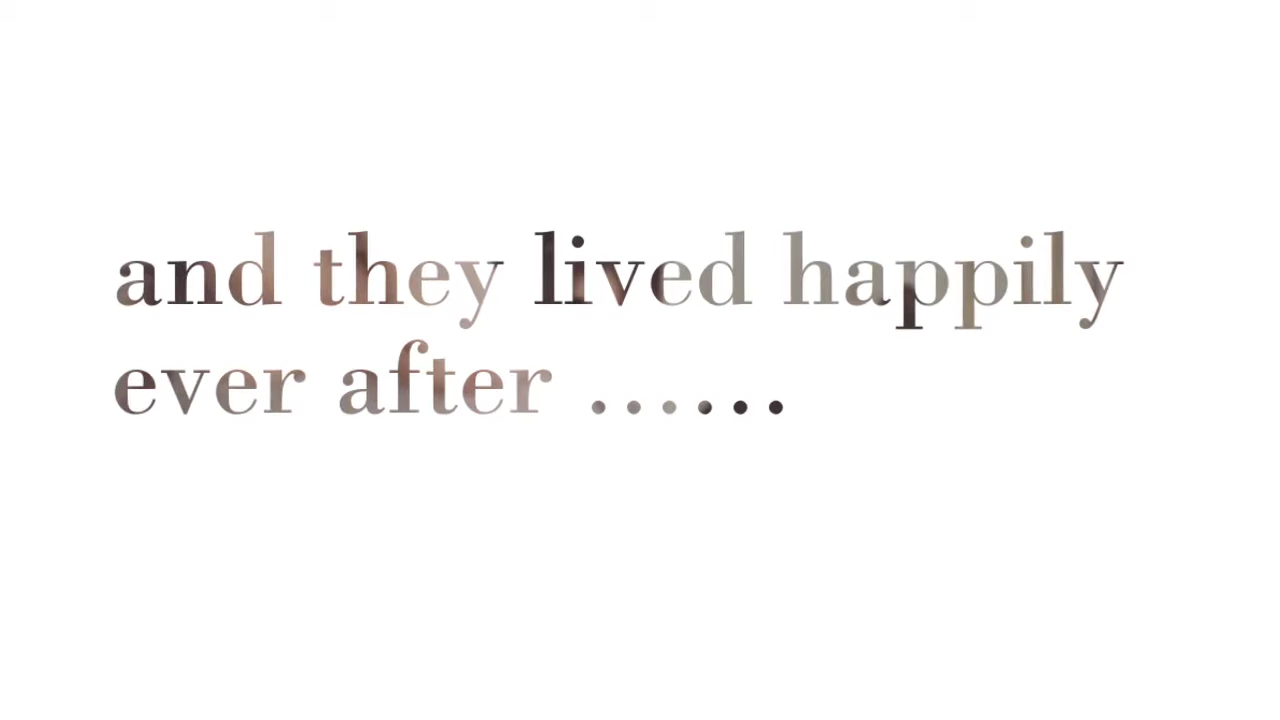 and they lived happily
ever after ......